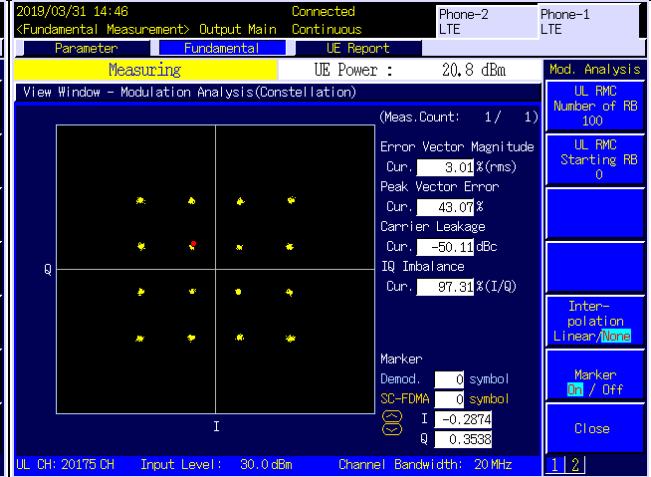 2019/03/31 14:46 Connected Phone-2 Phone-1
<Fundamental Measurement> Output Main Continuous LTE LTE
Parameter Fundamental UE Report
Measuring UE Power : 20.8 dBm Mod. Analysis
View Window - Modulation Analysis(Constellation)
UL RMC
Number of RB
100
(Meas.Count: 1/ 1)
Error Vector Magnitude
Cur. 3.01 %(rms)
Peak Vector Error
Cur. 43.07 %
Carrier Leakage
Cur. -50.11 dBc
IQ Imbalance
Cur. 97.31 %(I/Q)
UL RMC
Starting RB
0
Q
I
Inter-
polation
Linear/None
Marker
Demod. 0 symbol
SC-FDMA 0 symbol
I -0.2874
Q 0.3538
Marker
On / Off
Close
UL CH: 20175 CH Input Level: 30.0 dBm Channel Bandwidth: 20 MHz 1 2